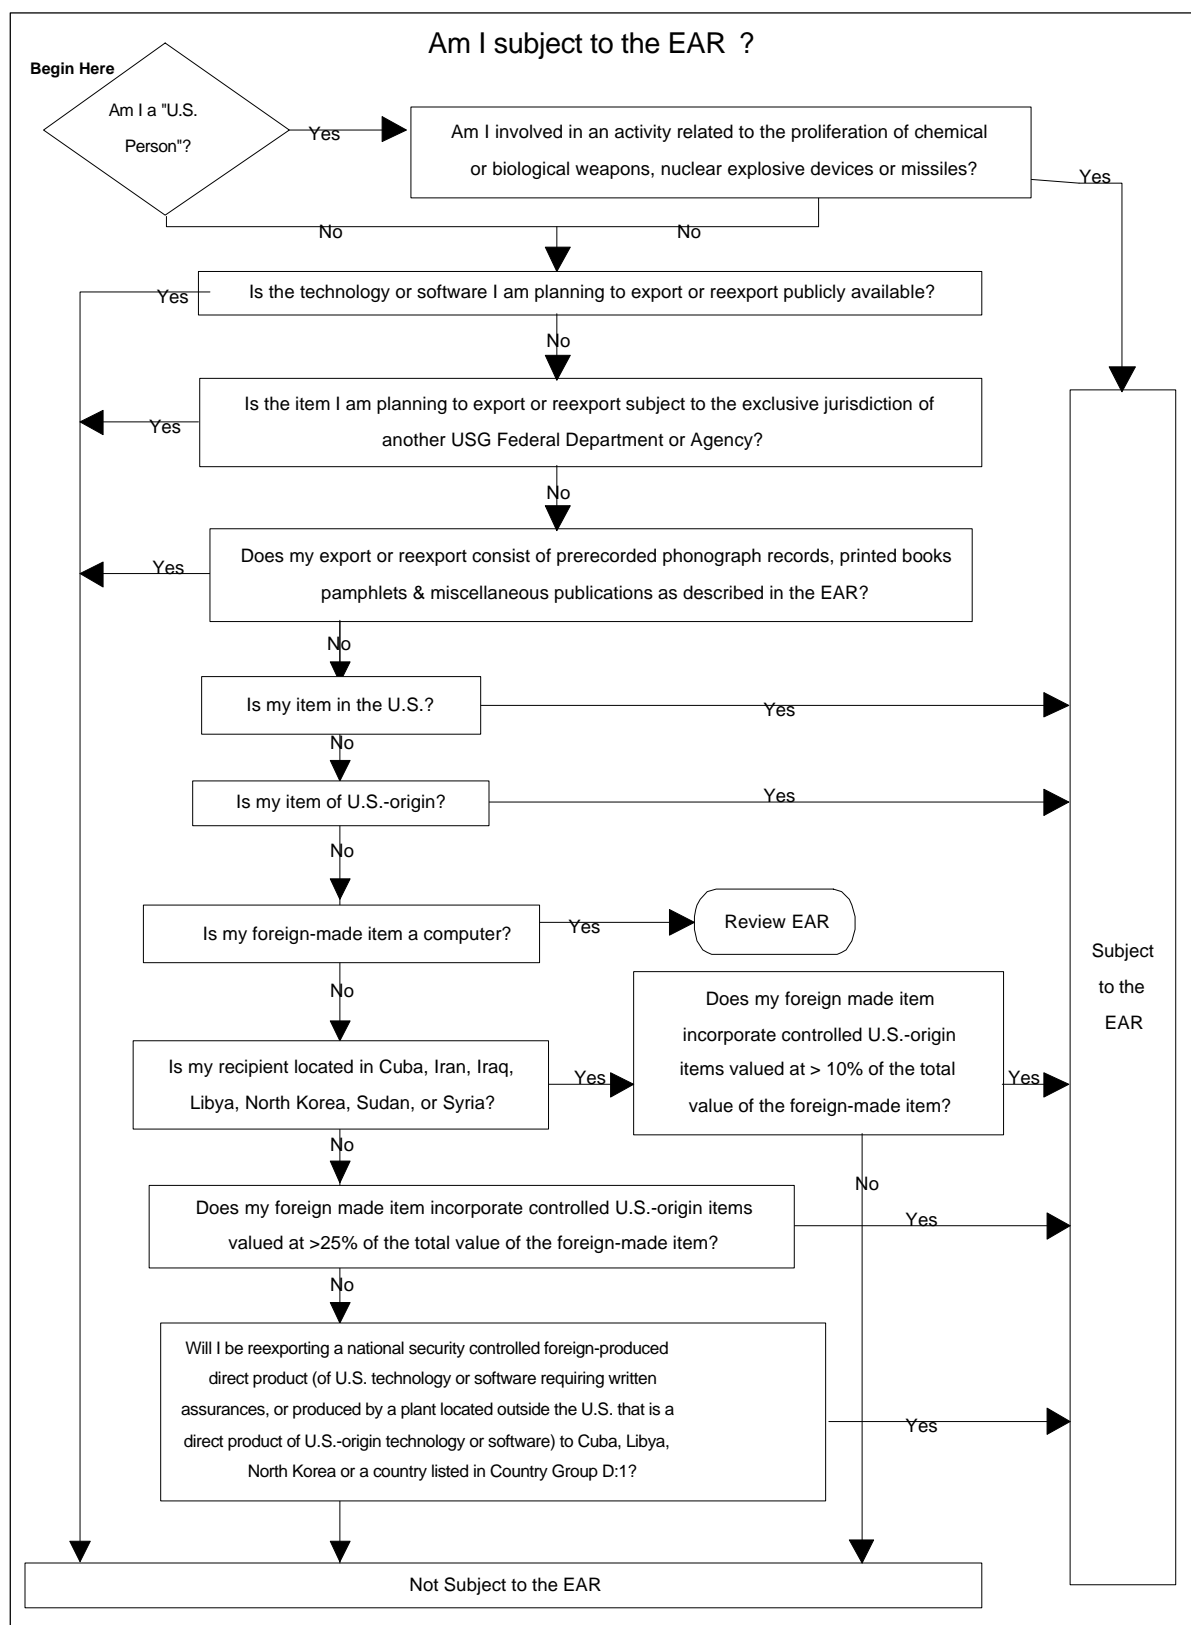 Am I subject to the EAR ?
Begin Here
Am I a "U.S.
Person"?
Yes
Am I involved in an activity related to the proliferation of chemical
or biological weapons, nuclear explosive devices or missiles?
Yes
No
No
Is the technology or software I am planning to export or reexport publicly available?
Yes
No
Is the item I am planning to export or reexport subject to the exclusive jurisdiction of
another USG Federal Department or Agency?
Yes
No
Does my export or reexport consist of prerecorded phonograph records, printed books
pamphlets & miscellaneous publications as described in the EAR?
Yes
No
Is my item in the U.S.?
Yes
No
Is my item of U.S.-origin?
Yes
No
Is my foreign-made item a computer?
Yes
Review EAR
No
Is my recipient located in Cuba, Iran, Iraq,
Libya, North Korea, Sudan, or Syria?
Yes
Does my foreign made item
incorporate controlled U.S.-origin
items valued at > 10% of the total
value of the foreign-made item?
Yes
No
No
Does my foreign made item incorporate controlled U.S.-origin items
valued at >25% of the total value of the foreign-made item?
Yes
No
Will I be reexporting a national security controlled foreign-produced
direct product (of U.S. technology or software requiring written
assurances, or produced by a plant located outside the U.S. that is a
direct product of U.S.-origin technology or software) to Cuba, Libya,
North Korea or a country listed in Country Group D:1?
Yes
Subject
to the
EAR
Not Subject to the EAR